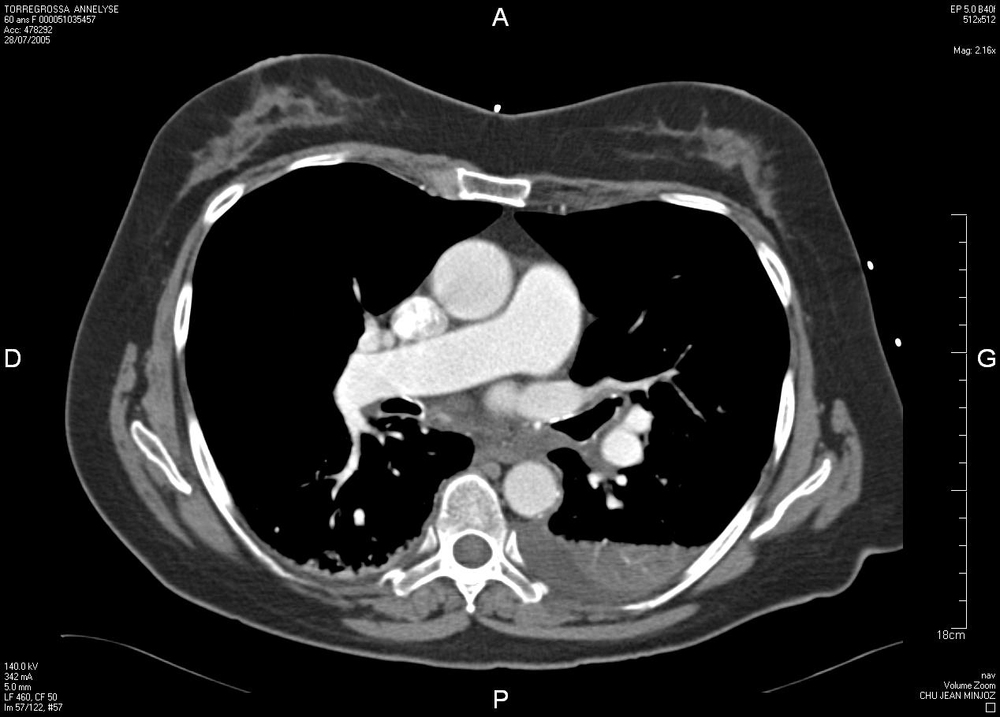 TORREGROSSA ANNELYSE
60 ans F 000051035457
Acc: 478292
28/07/2005
A
EP 5.0 B40f
512x512
Mag: 2.16x
D
G
18cm
140.0 kV
342 mA
5.0 mm
LF 460, CF 50
Im 57/122, #57
P
nav
Volume Zoom
CHU JEAN MINJOZ